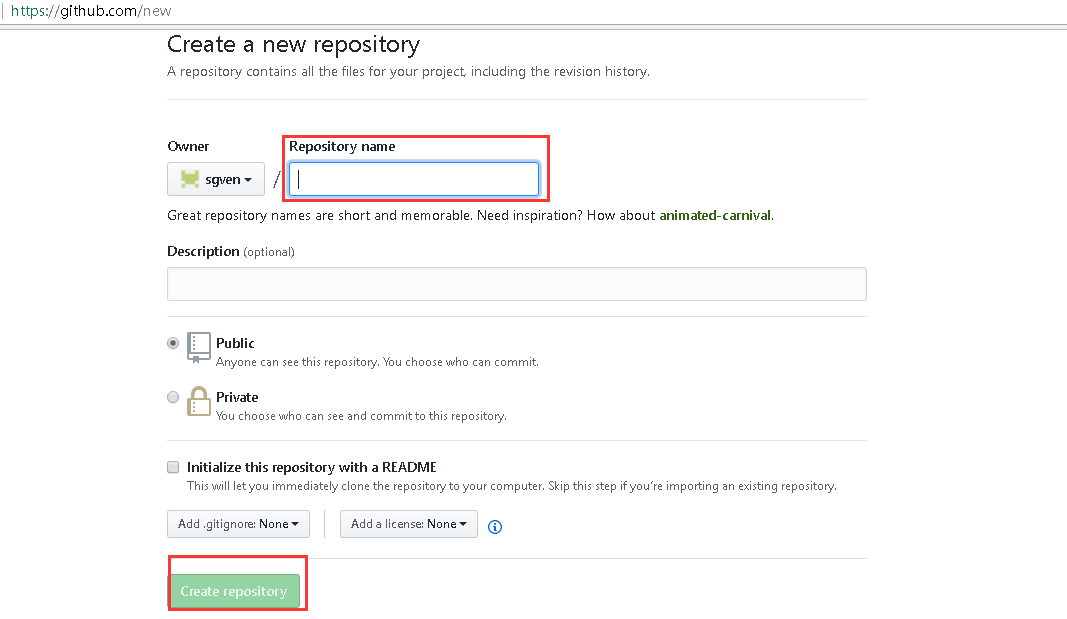 https://github.com/new
Create a new repository
A repository contains all the files for your project, including the revision history.
Owner
Repository name
sgven
/
Great repository names are short and memorable. Need inspiration? How about animated-carnival.
Description (optional)
Public
Anyone can see this repository. You choose who can commit.
Private
You choose who can see and commit to this repository.
Initialize this repository with a README
This will let you immediately clone the repository to your computer. Skip this step if you're importing an existing repository.
Add .gitignore: None
Add a license: None
Create repository